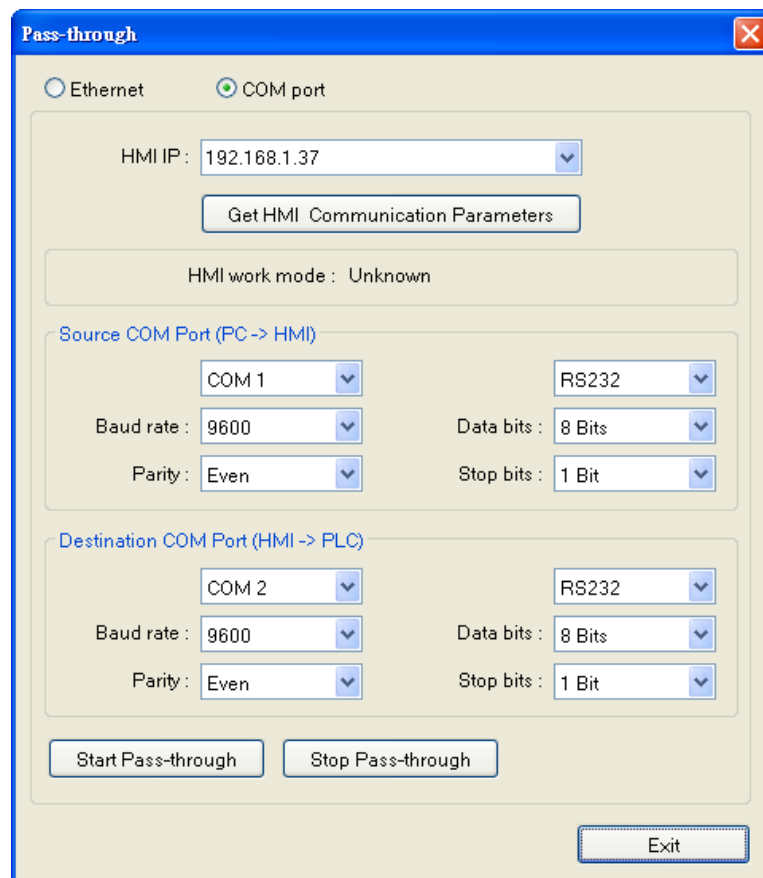 Pass-through
Ethernet COM port
HMI IP : 192.168.1.37
Get HMI Communication Parameters
HMI work mode : Unknown
Source COM Port (PC -> HMI)
COM 1 RS232
Baud rate : 9600 Data bits : 8 Bits
Parity : Even Stop bits : 1 Bit
Destination COM Port (HMI -> PLC)
COM 2 RS232
Baud rate : 9600 Data bits : 8 Bits
Parity : Even Stop bits : 1 Bit
Start Pass-through Stop Pass-through
Exit